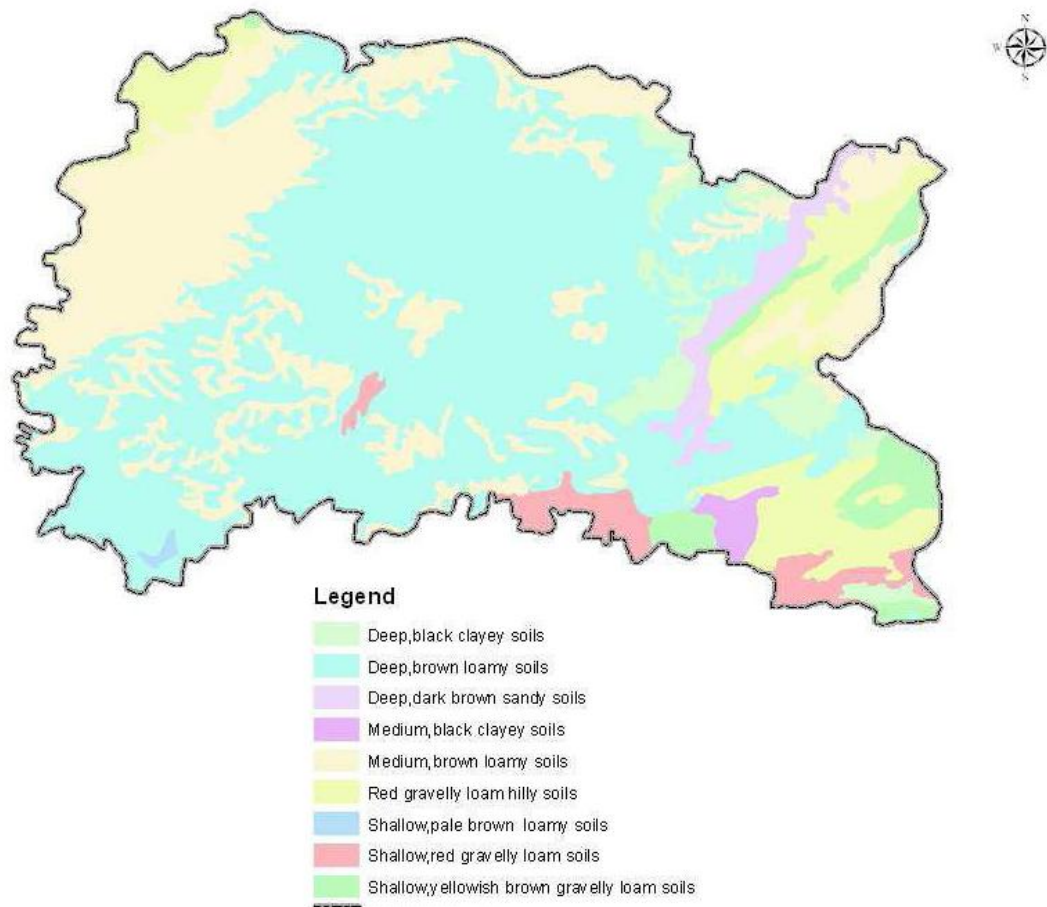 N
W
S
Legend
Deep,black clayey soils
Deep,brown loamy soils
Deep,dark brown sandy soils
Medium,black clayey soils
Medium,brown loamy soils
Red gravelly loam hilly soils
Shallow,pale brown loamy soils
Shallow,red gravelly loam soils
Shallow,yellowish brown gravelly loam soils